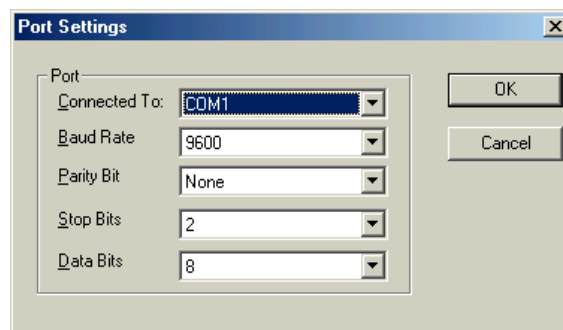 Port Settings
Port
Connected To: COM1
Baud Rate 9600
Parity Bit None
Stop Bits 2
Data Bits 8
OK
Cancel